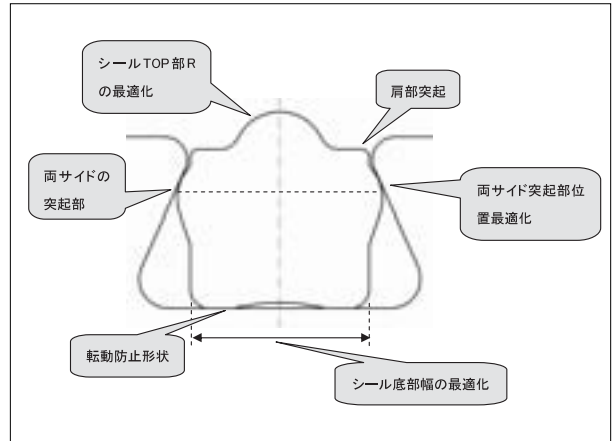 シールTOP部R
の最適化
肩部突起
両サイドの
突起部
両サイド突起部位
置最適化
転動防止形状
シール底部幅の最適化